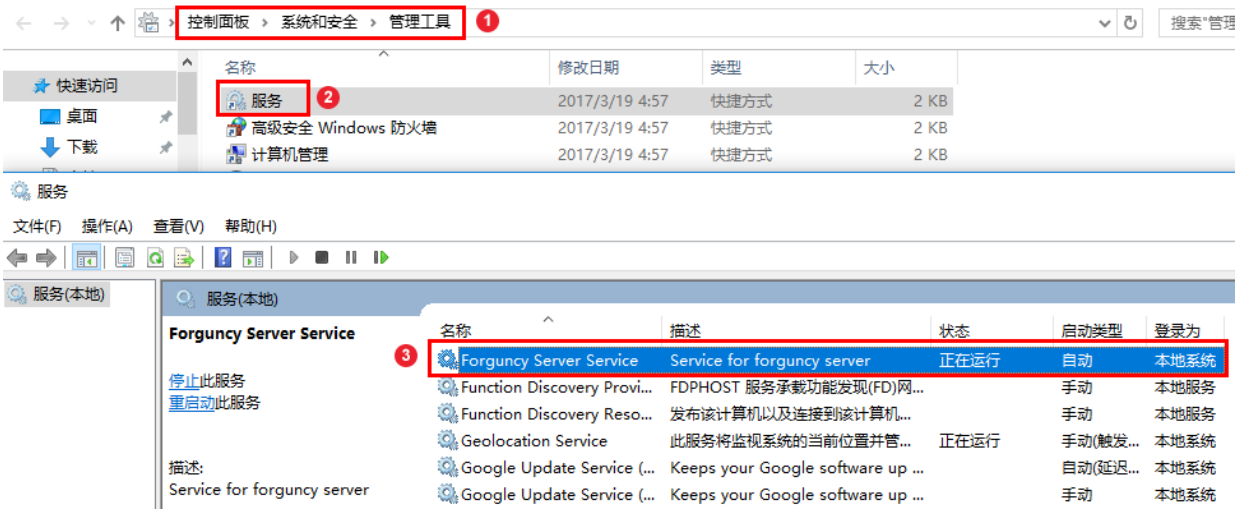 控制面板 › 系统和安全 › 管理工具 1 搜索"管理
名称 修改日期 类型 大小
快速访问
服务 2 2017/3/19 4:57 快捷方式 2 KB
桌面
高级安全 Windows 防火墙 2017/3/19 4:57 快捷方式 2 KB
下载
计算机管理 2017/3/19 4:57 快捷方式 2 KB
服务
文件(F) 操作(A) 查看(V) 帮助(H)
服务(本地)
服务(本地)
Forguncy Server Service
停止此服务
重启动此服务
描述:
Service for forguncy server
名称 描述 状态 启动类型 登录为
3 Forguncy Server Service Service for forguncy server 正在运行 自动 本地系统
Function Discovery Provi... FDPHOST 服务承载功能发现(FD)网... 手动 本地服务
Function Discovery Reso... 发布该计算机以及连接到该计算机... 手动 本地服务
Geolocation Service 此服务将监视系统的当前位置并管... 正在运行 手动(触发... 本地系统
Google Update Service (... Keeps your Google software up ... 自动(延迟... 本地系统
Google Update Service (... Keeps your Google software up ... 手动 本地系统